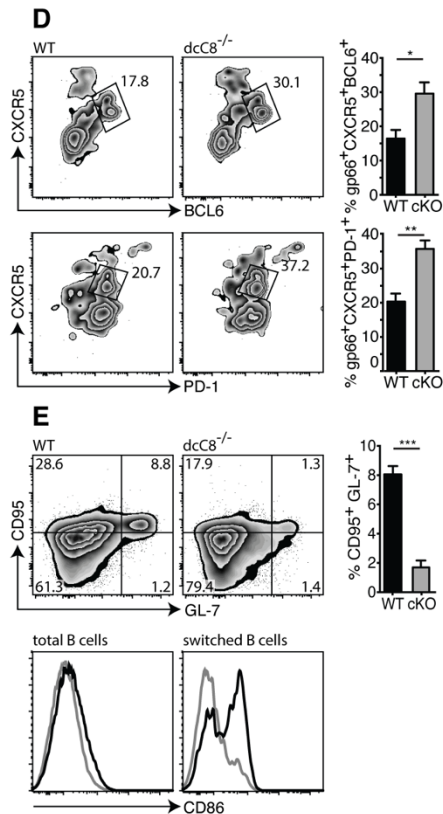 D
WT
dcC8-/-
17.8
30.1
CXCR5
BCL6
% gp66+CXCR5+BCL6+
40
30
20
10
0
*
WT cKO
20.7
37.2
CXCR5
PD-1
% gp66+CXCR5+PD-1+
40
30
20
10
0
**
WT cKO
E
WT
dcC8-/-
28.6
8.8
17.9
1.3
CD95
61.3
1.2
79.4
1.4
GL-7
% CD95+ GL-7+
10
8
6
4
2
0
***
WT cKO
total B cells
switched B cells
CD86